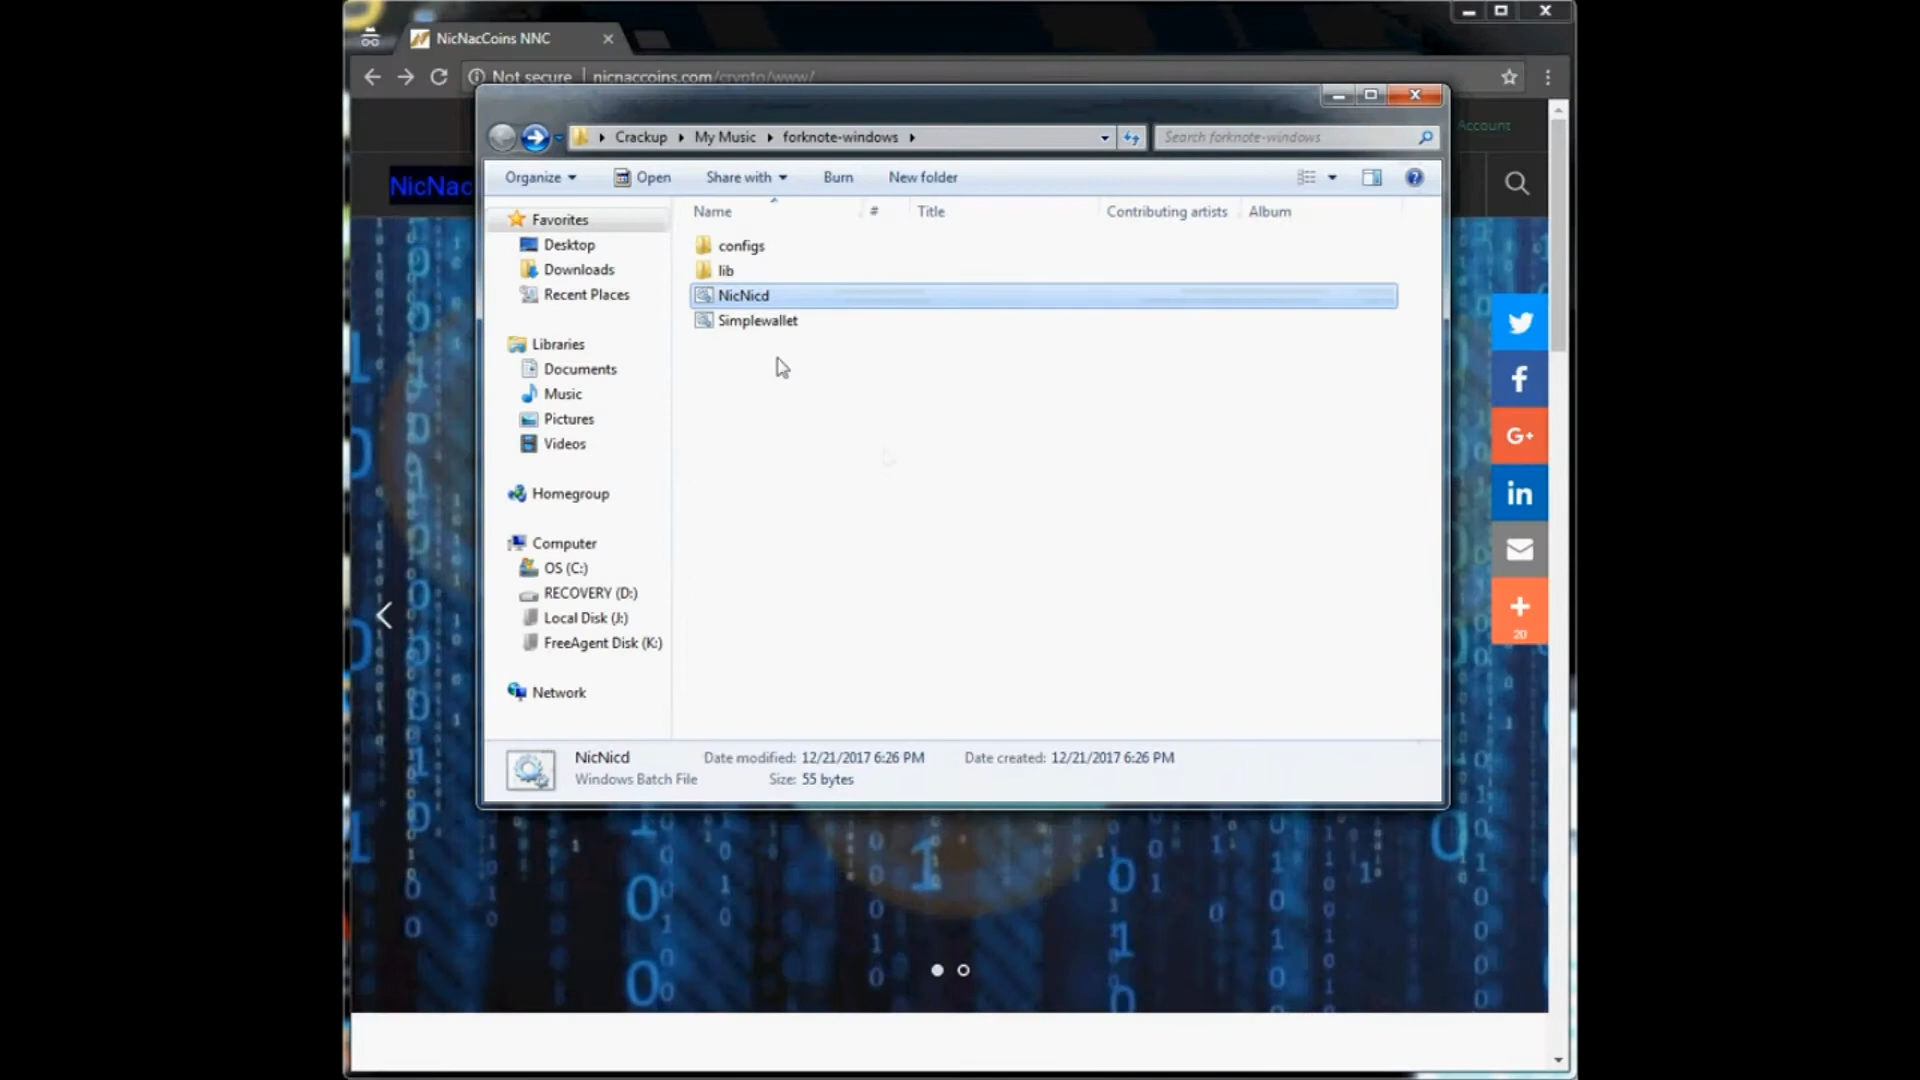 NicNacCoins NNC
Not secure | nicnaccoins.com/crypto/www/
Crackup
My Music
forknote-windows
Search forknote-windows
Account
Organize
Open
Share with
Burn
New folder
NicNac
Name
#
Title
Contributing artists
Album
Favorites
Desktop
Downloads
Recent Places
Libraries
Documents
Music
Pictures
Videos
Homegroup
Computer
OS (C:)
RECOVERY (D:)
Local Disk (J:)
FreeAgent Disk (K:)
Network
configs
lib
NicNicd
Simplewallet
G+
in
20
NicNicd
Date modified: 12/21/2017 6:26 PM
Date created: 12/21/2017 6:26 PM
Windows Batch File
Size: 55 bytes